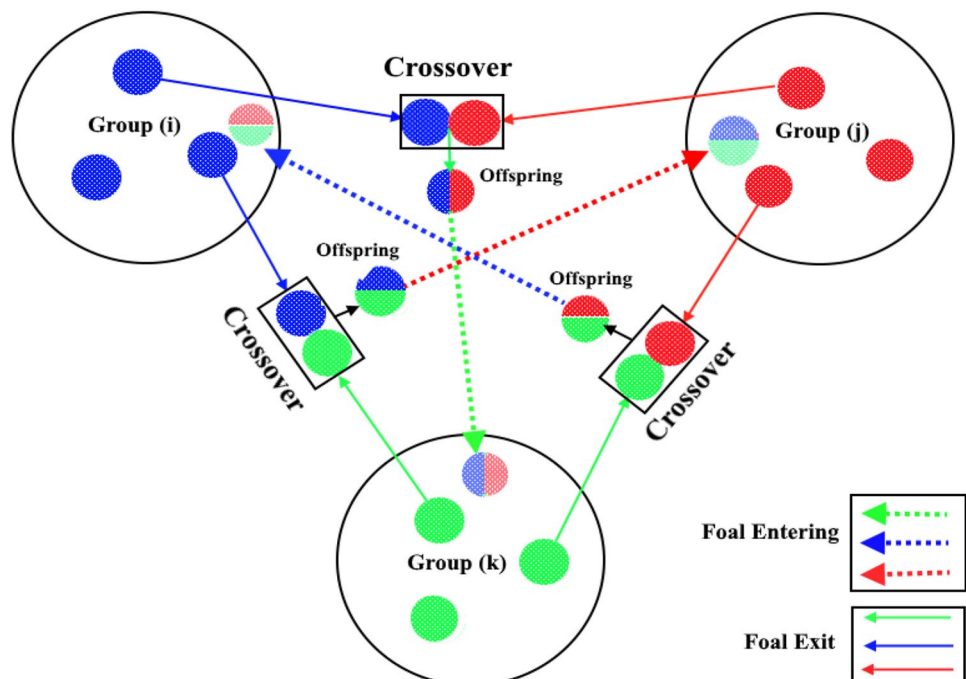 Crossover
Group (i)
Group (j)
Offspring
Offspring
Offspring
Crossover
Crossover
Group (k)
Foal Entering
Foal Exit